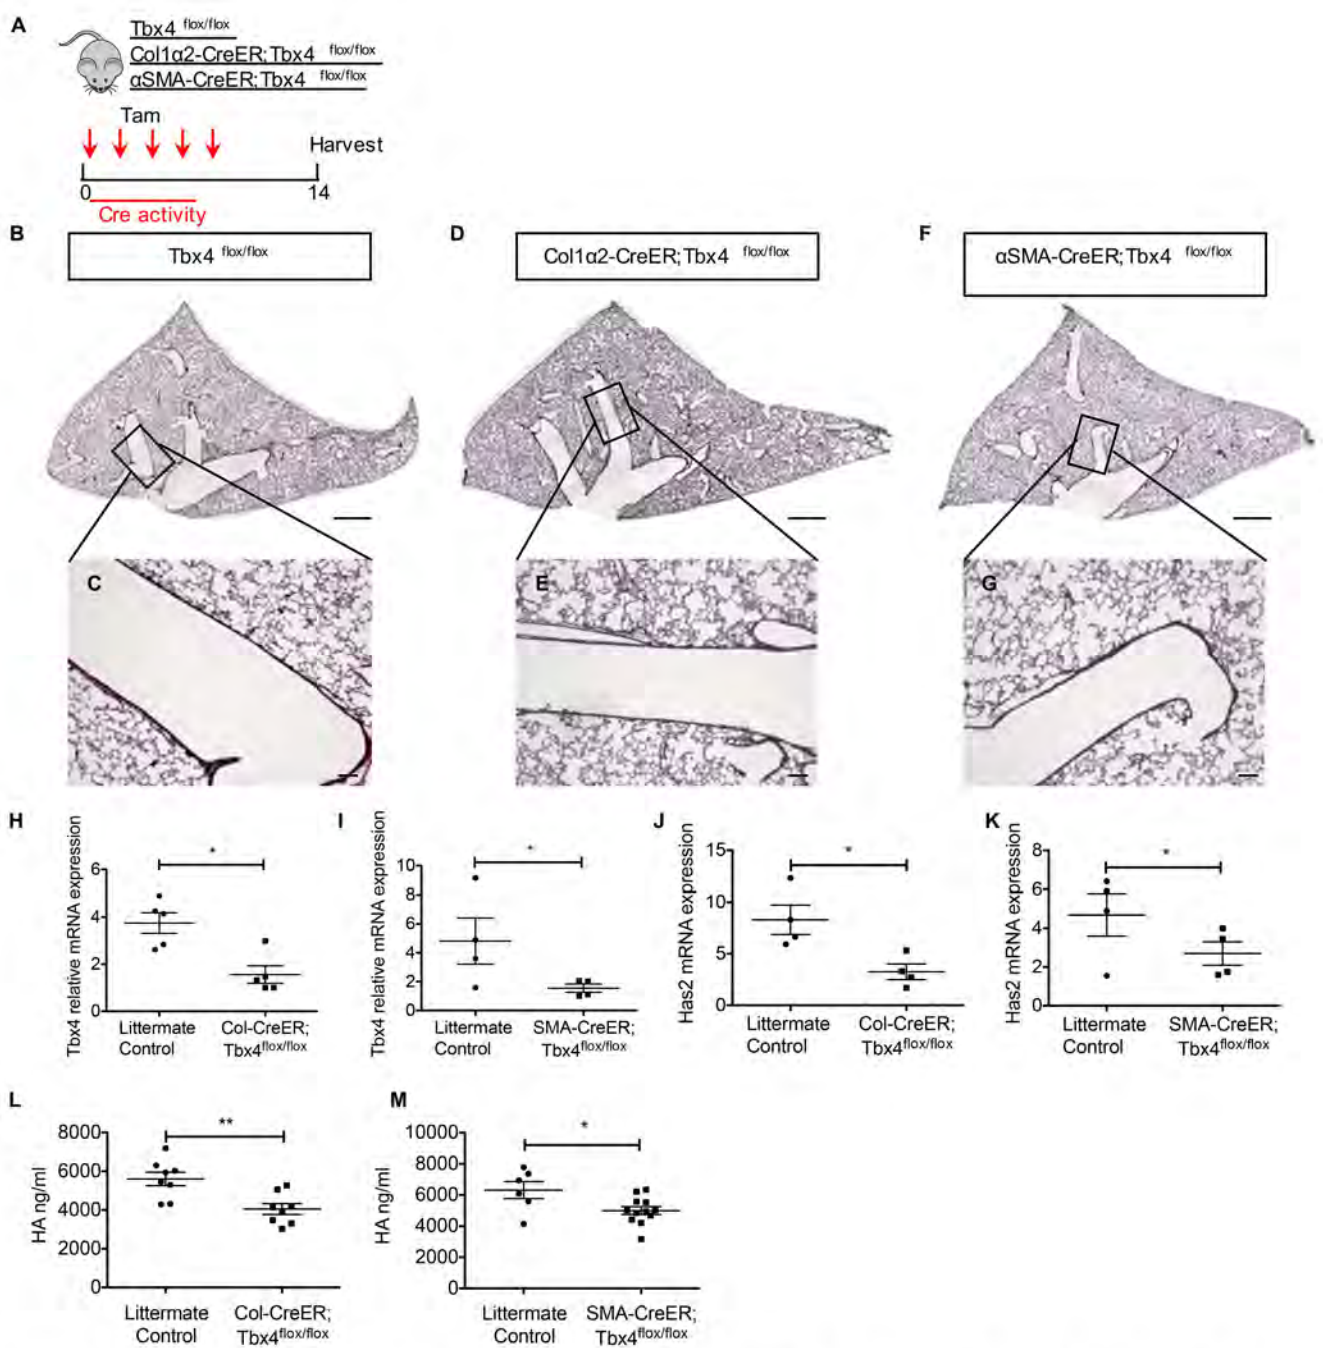 A
Tbx4 flox/flox
Col1α2-CreER;Tbx4 flox/flox
αSMA-CreER;Tbx4 flox/flox
Tam
Harvest
0
14
Cre activity
B
D
F
Tbx4 flox/flox
Col1α2-CreER;Tbx4 flox/flox
αSMA-CreER;Tbx4 flox/flox
C
E
G
H
Tbx4 relative mRNA expression
6
4
2
0
*
Littermate
Control
Col-CreER;
Tbx4flox/flox
I
Tbx4 relative mRNA expression
10
8
6
4
2
0
*
Littermate
Control
SMA-CreER;
Tbx4flox/flox
J
Has2 mRNA expression
15
10
5
0
*
Littermate
Control
Col-CreER;
Tbx4flox/flox
K
Has2 mRNA expression
8
6
4
2
0
*
Littermate
Control
SMA-CreER;
Tbx4flox/flox
L
HA ng/ml
8000
6000
4000
2000
0
**
Littermate
Control
Col-CreER;
Tbx4flox/flox
M
HA ng/ml
10000
8000
6000
4000
2000
0
*
Littermate
Control
SMA-CreER;
Tbx4flox/flox